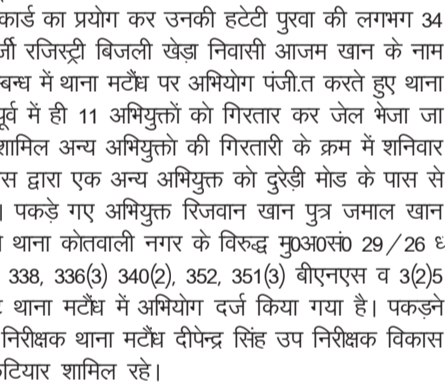 कार्ड का प्रयोग कर उनकी हटेटी पुरवा की लगभग 34
र्जी रजिस्ट्री बिजली खेड़ा निवासी आजम खान के नाम
म्बन्ध में थाना मटौंध पर अभियोग पंजी.त करते हुए थाना
पूर्व में ही 11 अभियुक्तों को गिरतार कर जेल भेजा जा
शामिल अन्य अभियुक्तो की गिरतारी के क्रम में शनिवार
स द्वारा एक अन्य अभियुक्त को दुरेड़ी मोड के पास से
। पकड़े गए अभियुक्त रिजवान खान पुत्र जमाल खान
थाना कोतवाली नगर के विरुद्ध मु0अ0सं0 29/26 ध
338, 336(3) 340(2), 352, 351(3) बीएनएस व 3(2)5
थाना मटौंध में अभियोग दर्ज किया गया है। पकड़ने
निरीक्षक थाना मटौंध दीपेन्द्र सिंह उप निरीक्षक विकास
टियार शामिल रहे।